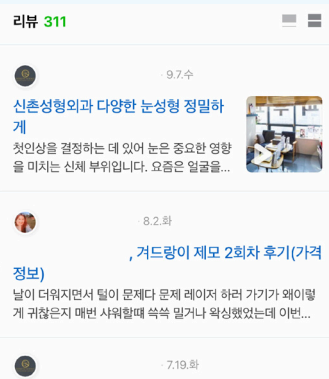 리뷰 311
· 9.7.수
신촌성형외과 다양한 눈성형 정밀하
게
첫인상을 결정하는 데 있어 눈은 중요한 영향
을 미치는 신체 부위입니다. 요즘은 얼굴을...
· 8.2.화
, 겨드랑이 제모 2회차 후기(가격
정보)
날이 더워지면서 털이 문제다 문제 레이저 하러 가기가 왜이렇
게 귀찮은지 매번 샤워할떄 쓱쓱 밀거나 왁싱했었는데 이번...
· 7.19.화